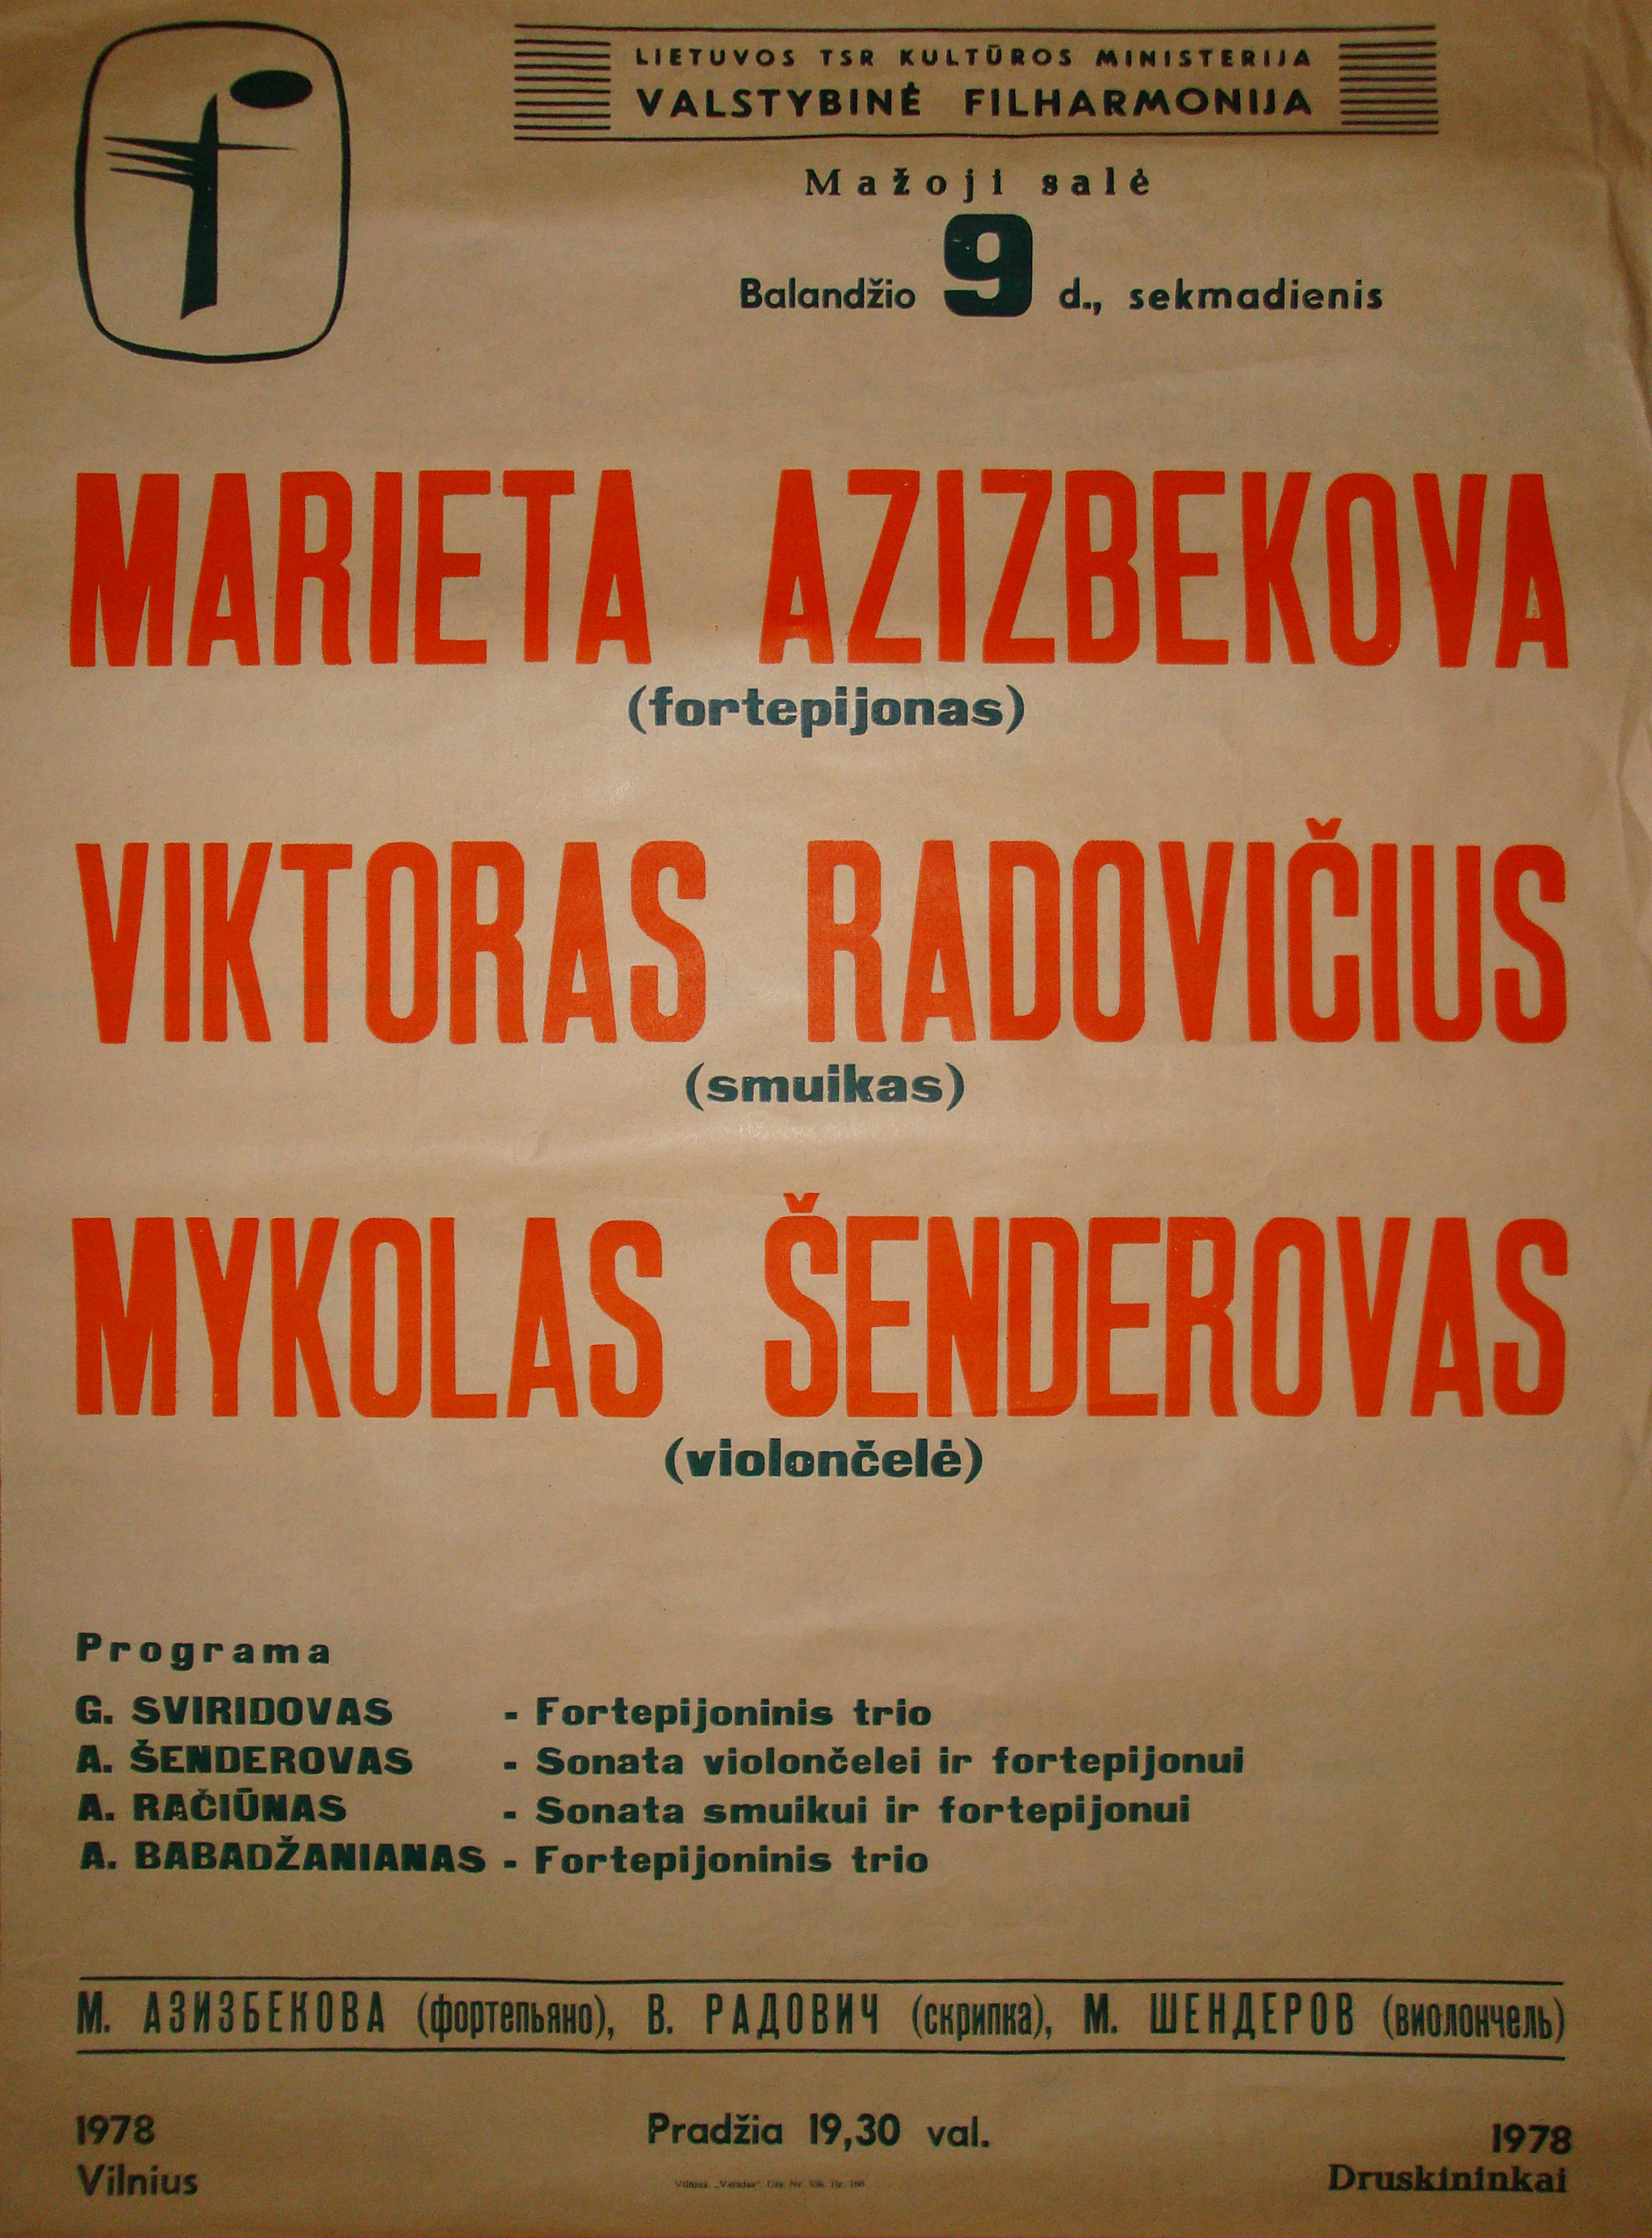 LIETUVOS TSR KULTŪROS MINISTERIJA
VALSTYBINĖ FILHARMONIJA
Mažoji salė
Balandžio 9 d., sekmadienis
MARIETA AZIZBEKOVA
(fortepijonas)
VIKTORAS RADOVIČIUS
(smuikas)
MYKOLAS ŠENDEROVAS
(violončelė)
Programa
G. SVIRIDOVAS - Fortepijoninis trio
A. ŠENDEROVAS - Sonata violončelei ir fortepijonui
A. RAČIŪNAS - Sonata smuikui ir fortepijonui
A. BABADŽANIANAS - Fortepijoninis trio
М. АЗИЗБЕКОВА (фортепьяно), В. РАДОВИЧ (скрипка), М. ШЕНДЕРОВ (виолончель)
1978 Pradžia 19,30 val. 1978
Vilnius Druskininkai